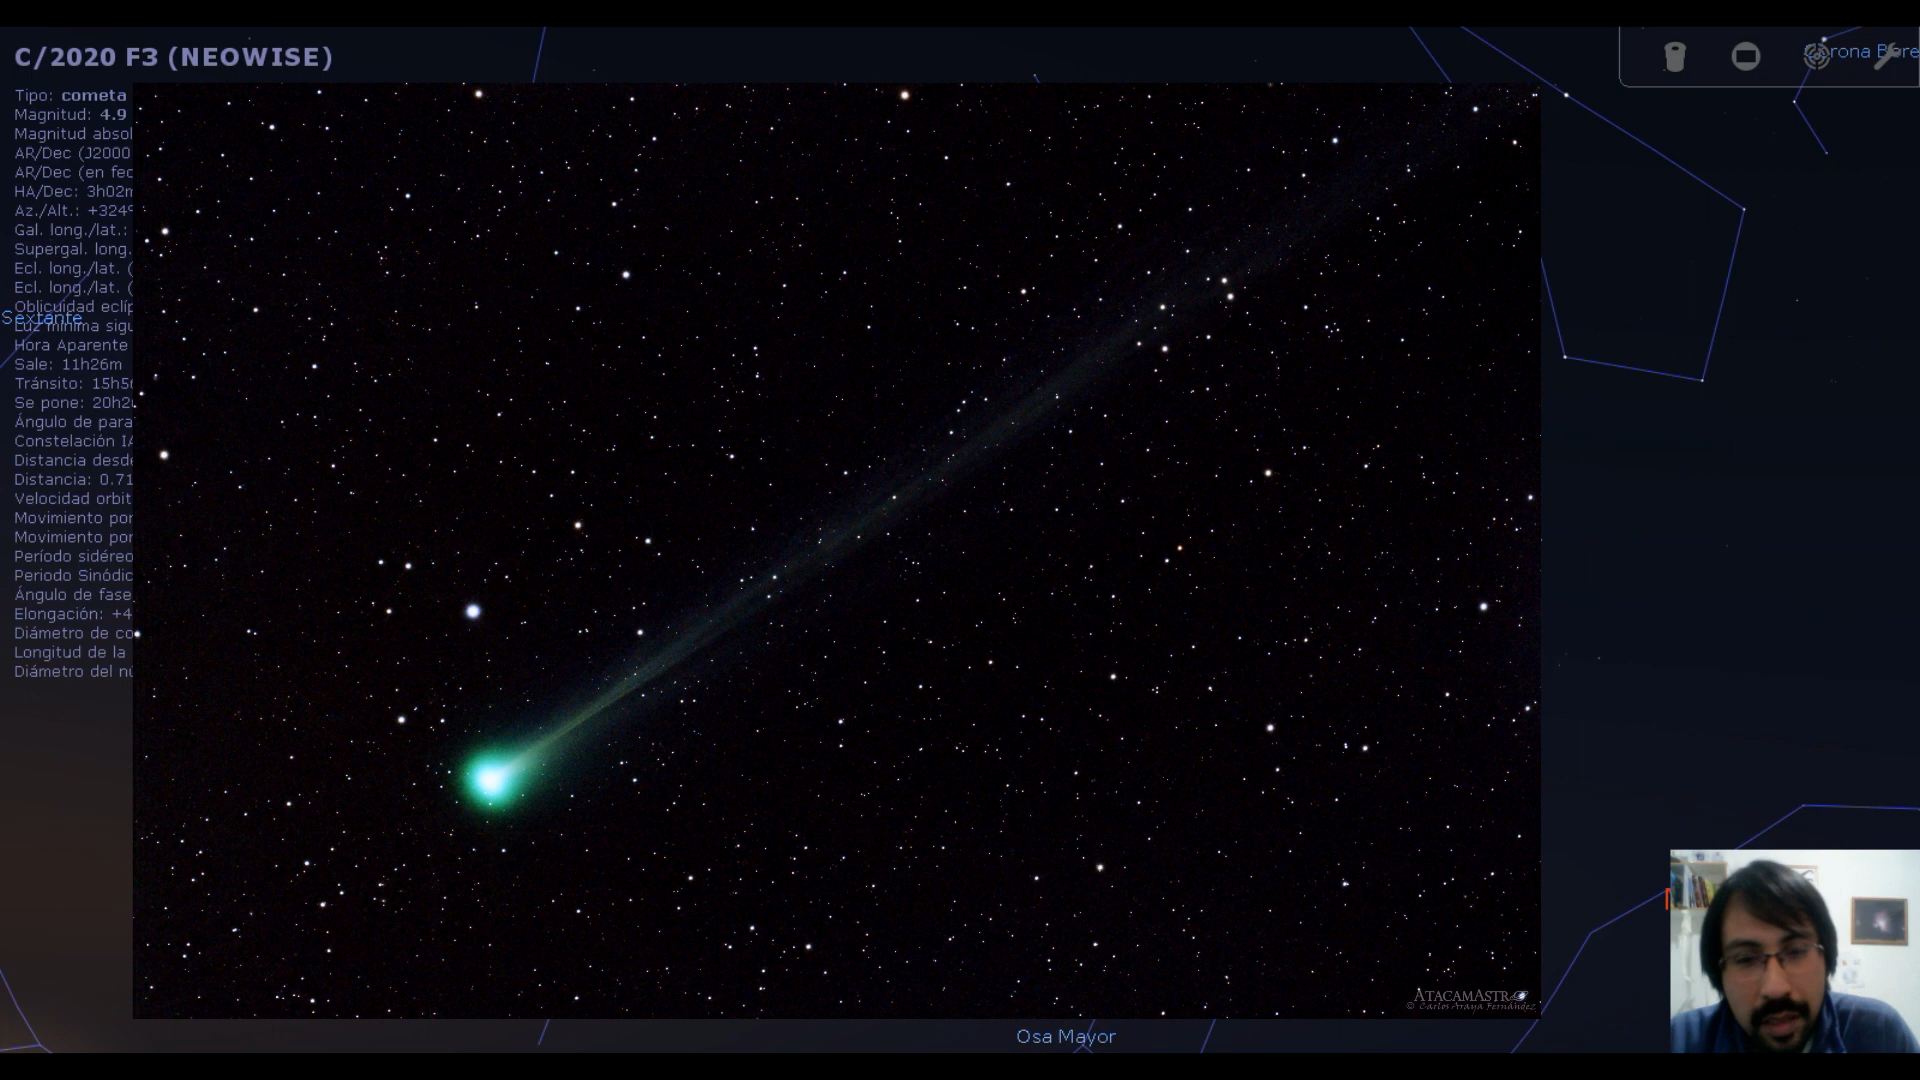 C/2020 F3 (NEOWISE)
Tipo: cometa
Magnitud: 4.9
Magnitud absol
AR/Dec (J2000
AR/Dec (en fec
HA/Dec: 3h02m
Az./Alt.: +324°
Gal. long./lat.:
Supergal. long.
Ecl. long./lat. (
Ecl. long./lat. (
Oblicuidad eclíp
Sextante
Luz mínima sigu
Hora Aparente
Sale: 11h26m
Tránsito: 15h5
Se pone: 20h2
Ángulo de para
Constelación IA
Distancia desde
Distancia: 0.71
Velocidad orbit
Movimiento por
Movimiento por
Período sidéreo
Periodo Sinódic
Ángulo de fase
Elongación: +4
Diámetro de co
Longitud de la
Diámetro del nú
ATACAMASTRO
© Carlos Araya Fernández
Osa Mayor